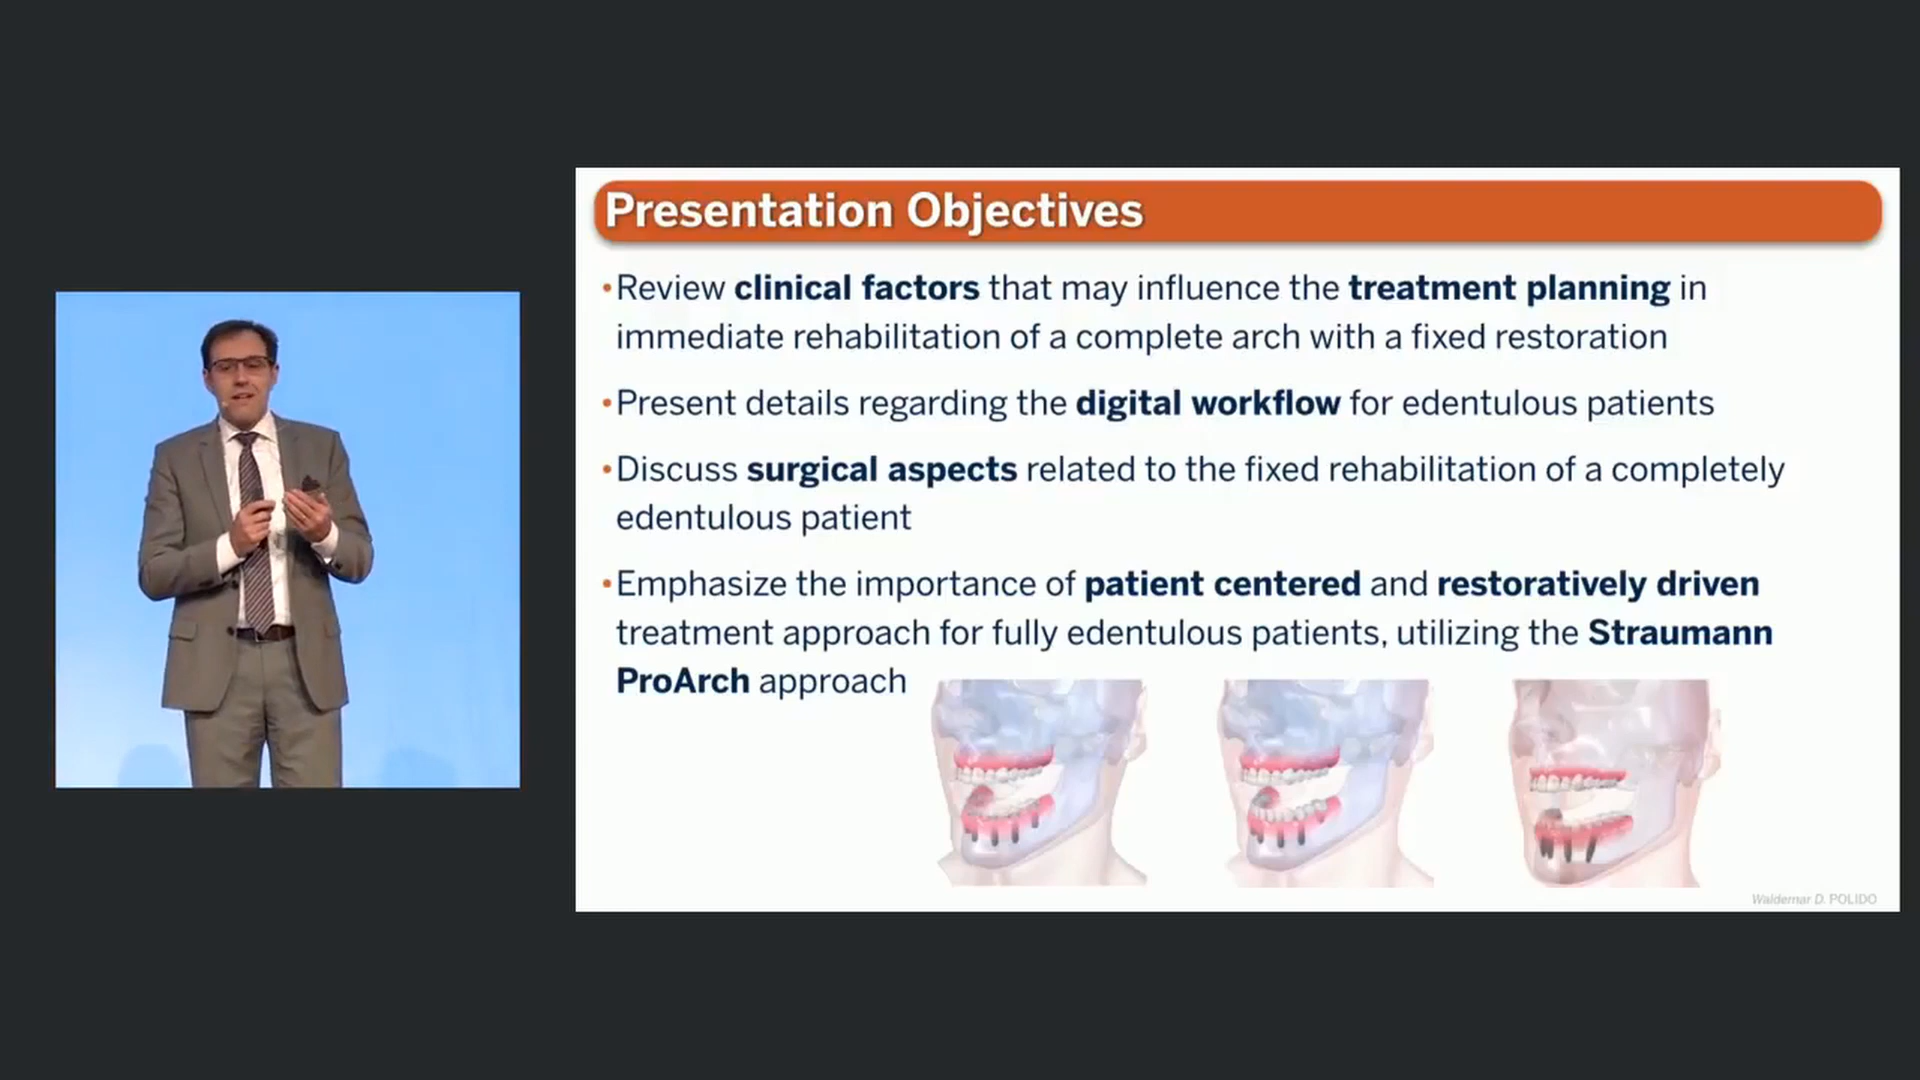 Presentation Objectives
•Review clinical factors that may influence the treatment planning in
immediate rehabilitation of a complete arch with a fixed restoration
•Present details regarding the digital workflow for edentulous patients
•Discuss surgical aspects related to the fixed rehabilitation of a completely
edentulous patient
•Emphasize the importance of patient centered and restoratively driven
treatment approach for fully edentulous patients, utilizing the Straumann
ProArch approach
Waldemar D. POLIDO